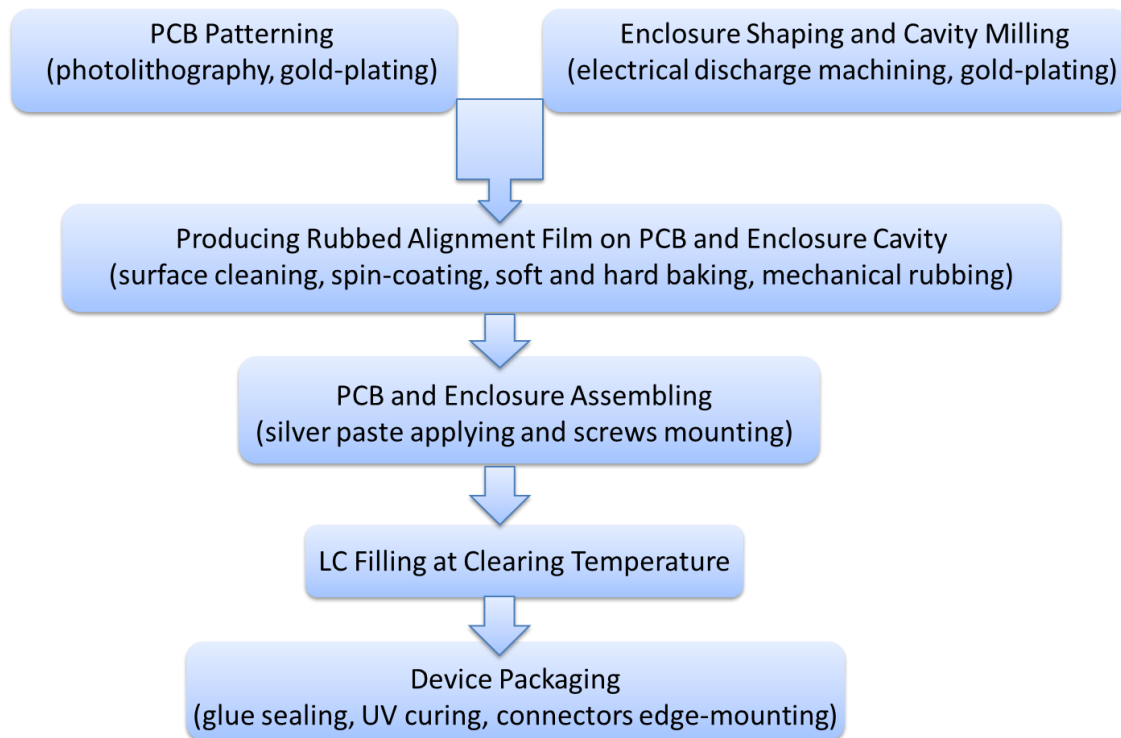 PCB Patterning
(photolithography, gold-plating)
Enclosure Shaping and Cavity Milling
(electrical discharge machining, gold-plating)
Producing Rubbed Alignment Film on PCB and Enclosure Cavity
(surface cleaning, spin-coating, soft and hard baking, mechanical rubbing)
PCB and Enclosure Assembling
(silver paste applying and screws mounting)
LC Filling at Clearing Temperature
Device Packaging
(glue sealing, UV curing, connectors edge-mounting)